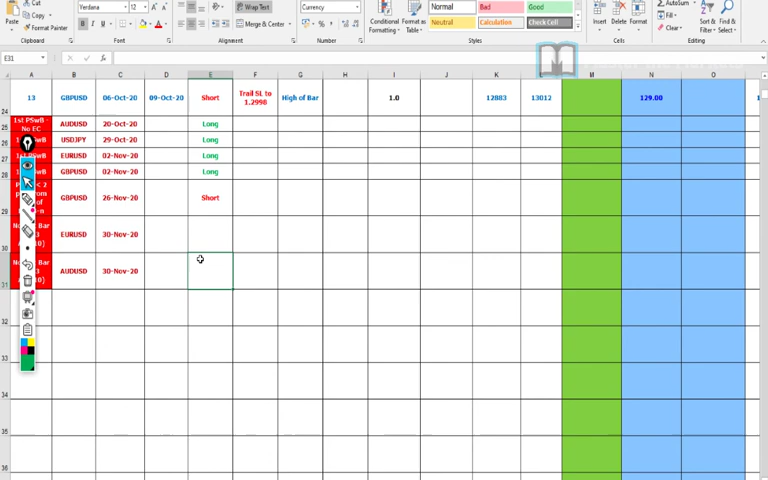 Cut
Copy
Paste
Format Painter
Clipboard
Verdana
12
B I U
Font
Wrap Text
Merge & Center
Alignment
Currency
Number
Conditional Formatting
Format as Table
Normal
Bad
Good
Neutral
Calculation
Check Cell
Styles
Insert
Delete
Format
Cells
AutoSum
Fill
Clear
Sort & Filter
Find & Select
Editing
E31
fx
A B C D E F G H I J K L M N O
13 GBPUSD 06-Oct-20 09-Oct-20 Short Trail SL to 1.2998 High of Bar 1.0 12883 13012 129.00
24
1st PSwB - No EC AUDUSD 20-Oct-20 Long
25
USDJPY 29-Oct-20 Long
26
EURUSD 02-Nov-20 Long
27
GBPUSD 02-Nov-20 Long
28
GBPUSD 26-Nov-20 Short
29
EURUSD 30-Nov-20
30
AUDUSD 30-Nov-20
31
32
33
34
35
36